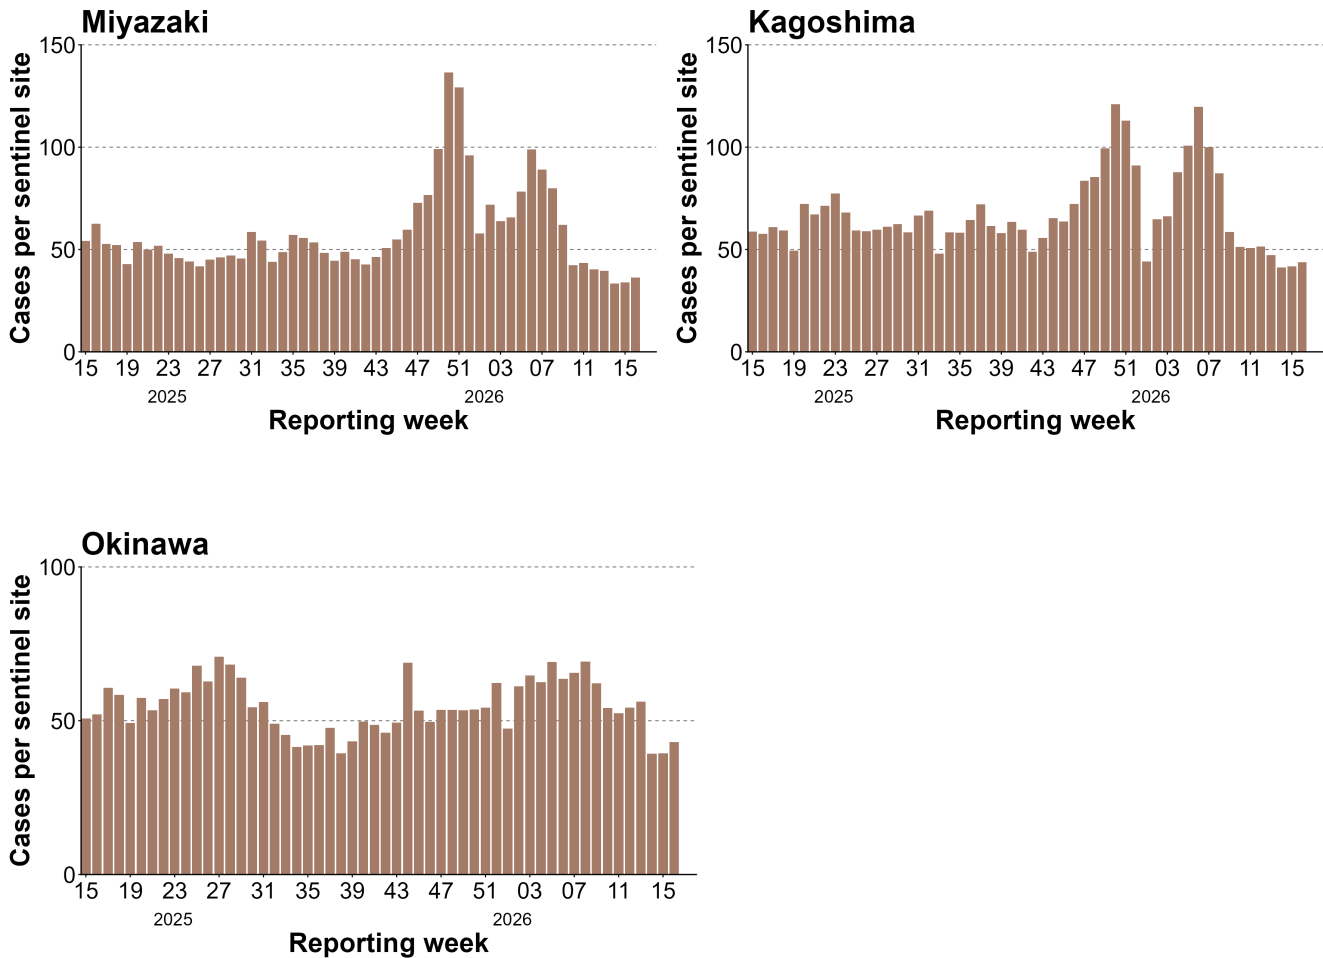 Miyazaki
Cases per sentinel site
150
100
50
0
15 19 23 27 31 35 39 43 47 51 03 07 11 15
2025 2026
Reporting week
Kagoshima
Cases per sentinel site
150
100
50
0
15 19 23 27 31 35 39 43 47 51 03 07 11 15
2025 2026
Reporting week
Okinawa
Cases per sentinel site
100
50
0
15 19 23 27 31 35 39 43 47 51 03 07 11 15
2025 2026
Reporting week